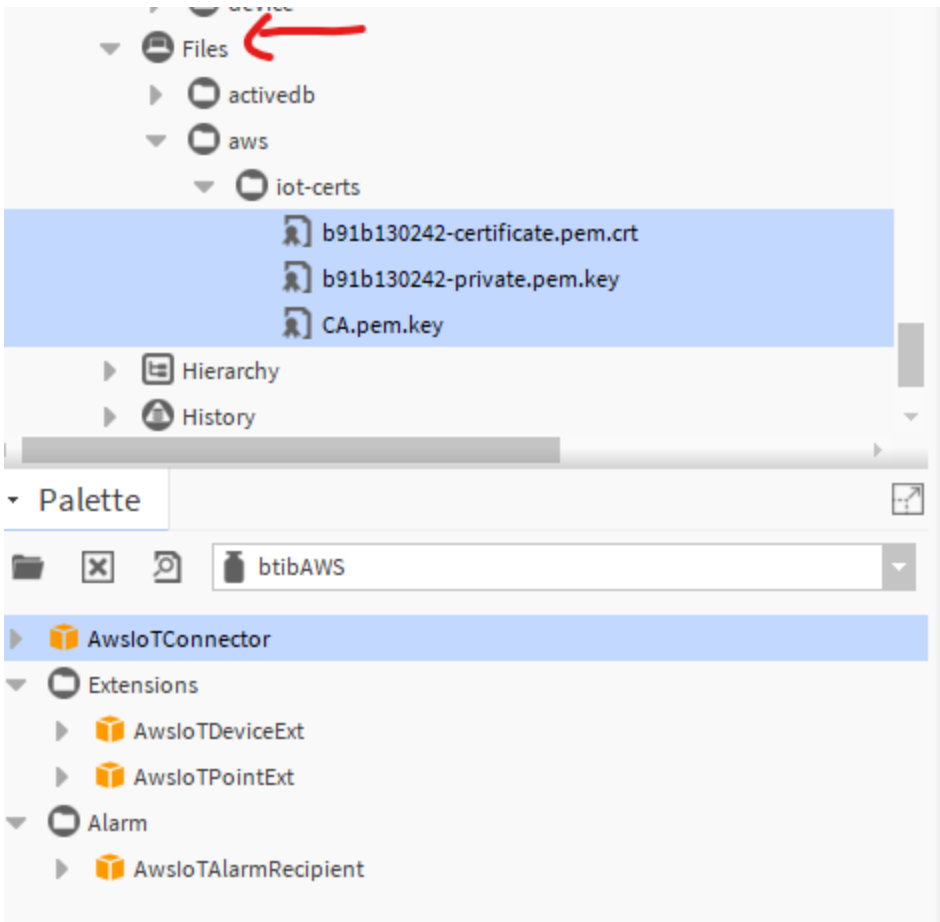 device
Files
activedb
aws
iot-certs
b91b130242-certificate.pem.crt
b91b130242-private.pem.key
CA.pem.key
Hierarchy
History
Palette
btibAWS
AwsIoTConnector
Extensions
AwsIoTDeviceExt
AwsIoTPointExt
Alarm
AwsIoTAlarmRecipient